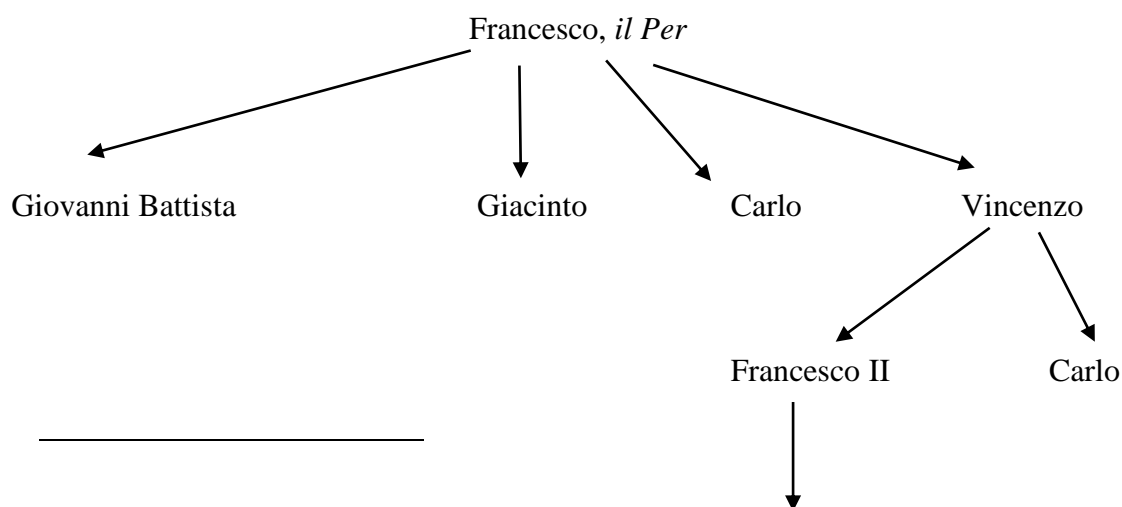 Francesco, il Per
Giovanni Battista Giacinto Carlo Vincenzo
Francesco II Carlo